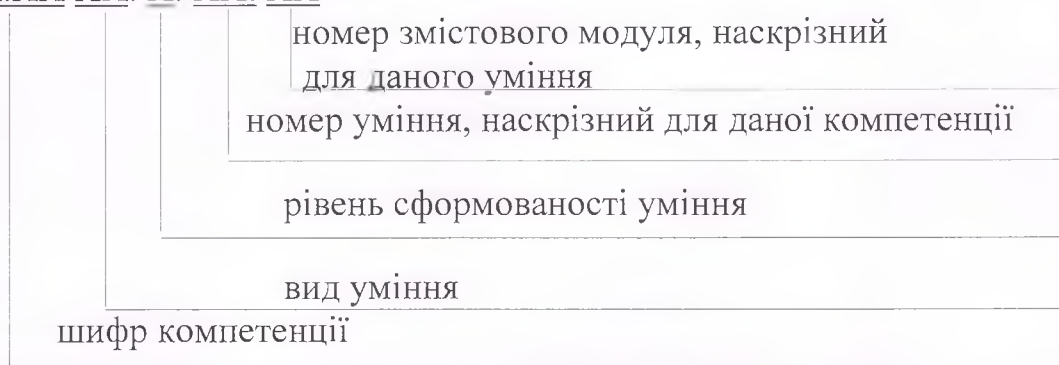 номер змістового модуля, наскрізний
для даного уміння
номер уміння, наскрізний для даної компетенції
рівень сформованості уміння
вид уміння
шифр компетенції